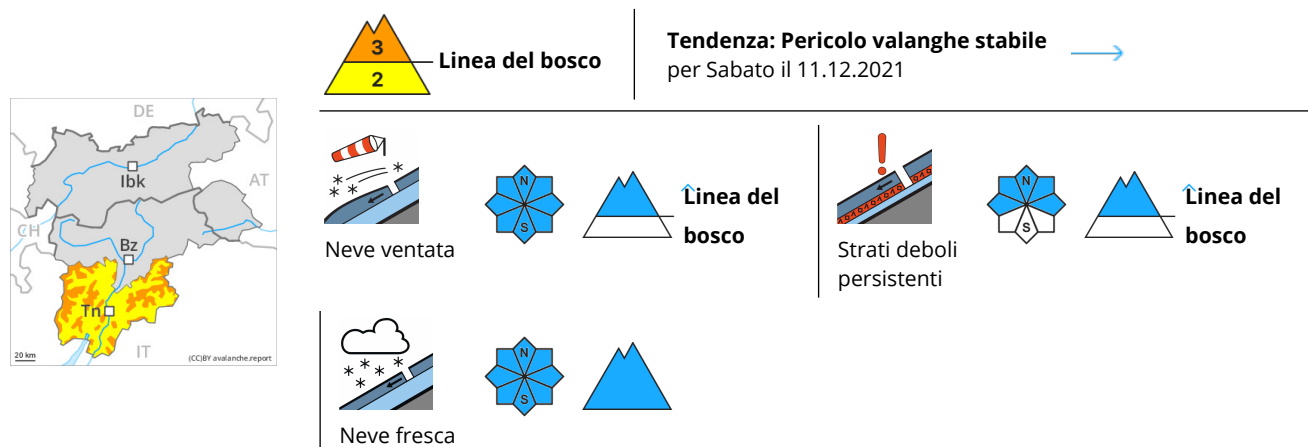 3
2
Linea del bosco
Tendenza: Pericolo valanghe stabile
per Sabato il 11.12.2021
DE
AT
CH
IT
Ibk
Bz
Tn
20 km
(CC)BY avalanche.report
N
S
Linea del
bosco
Neve ventata
N
S
Linea del
bosco
Strati deboli
persistenti
N
S
Neve fresca